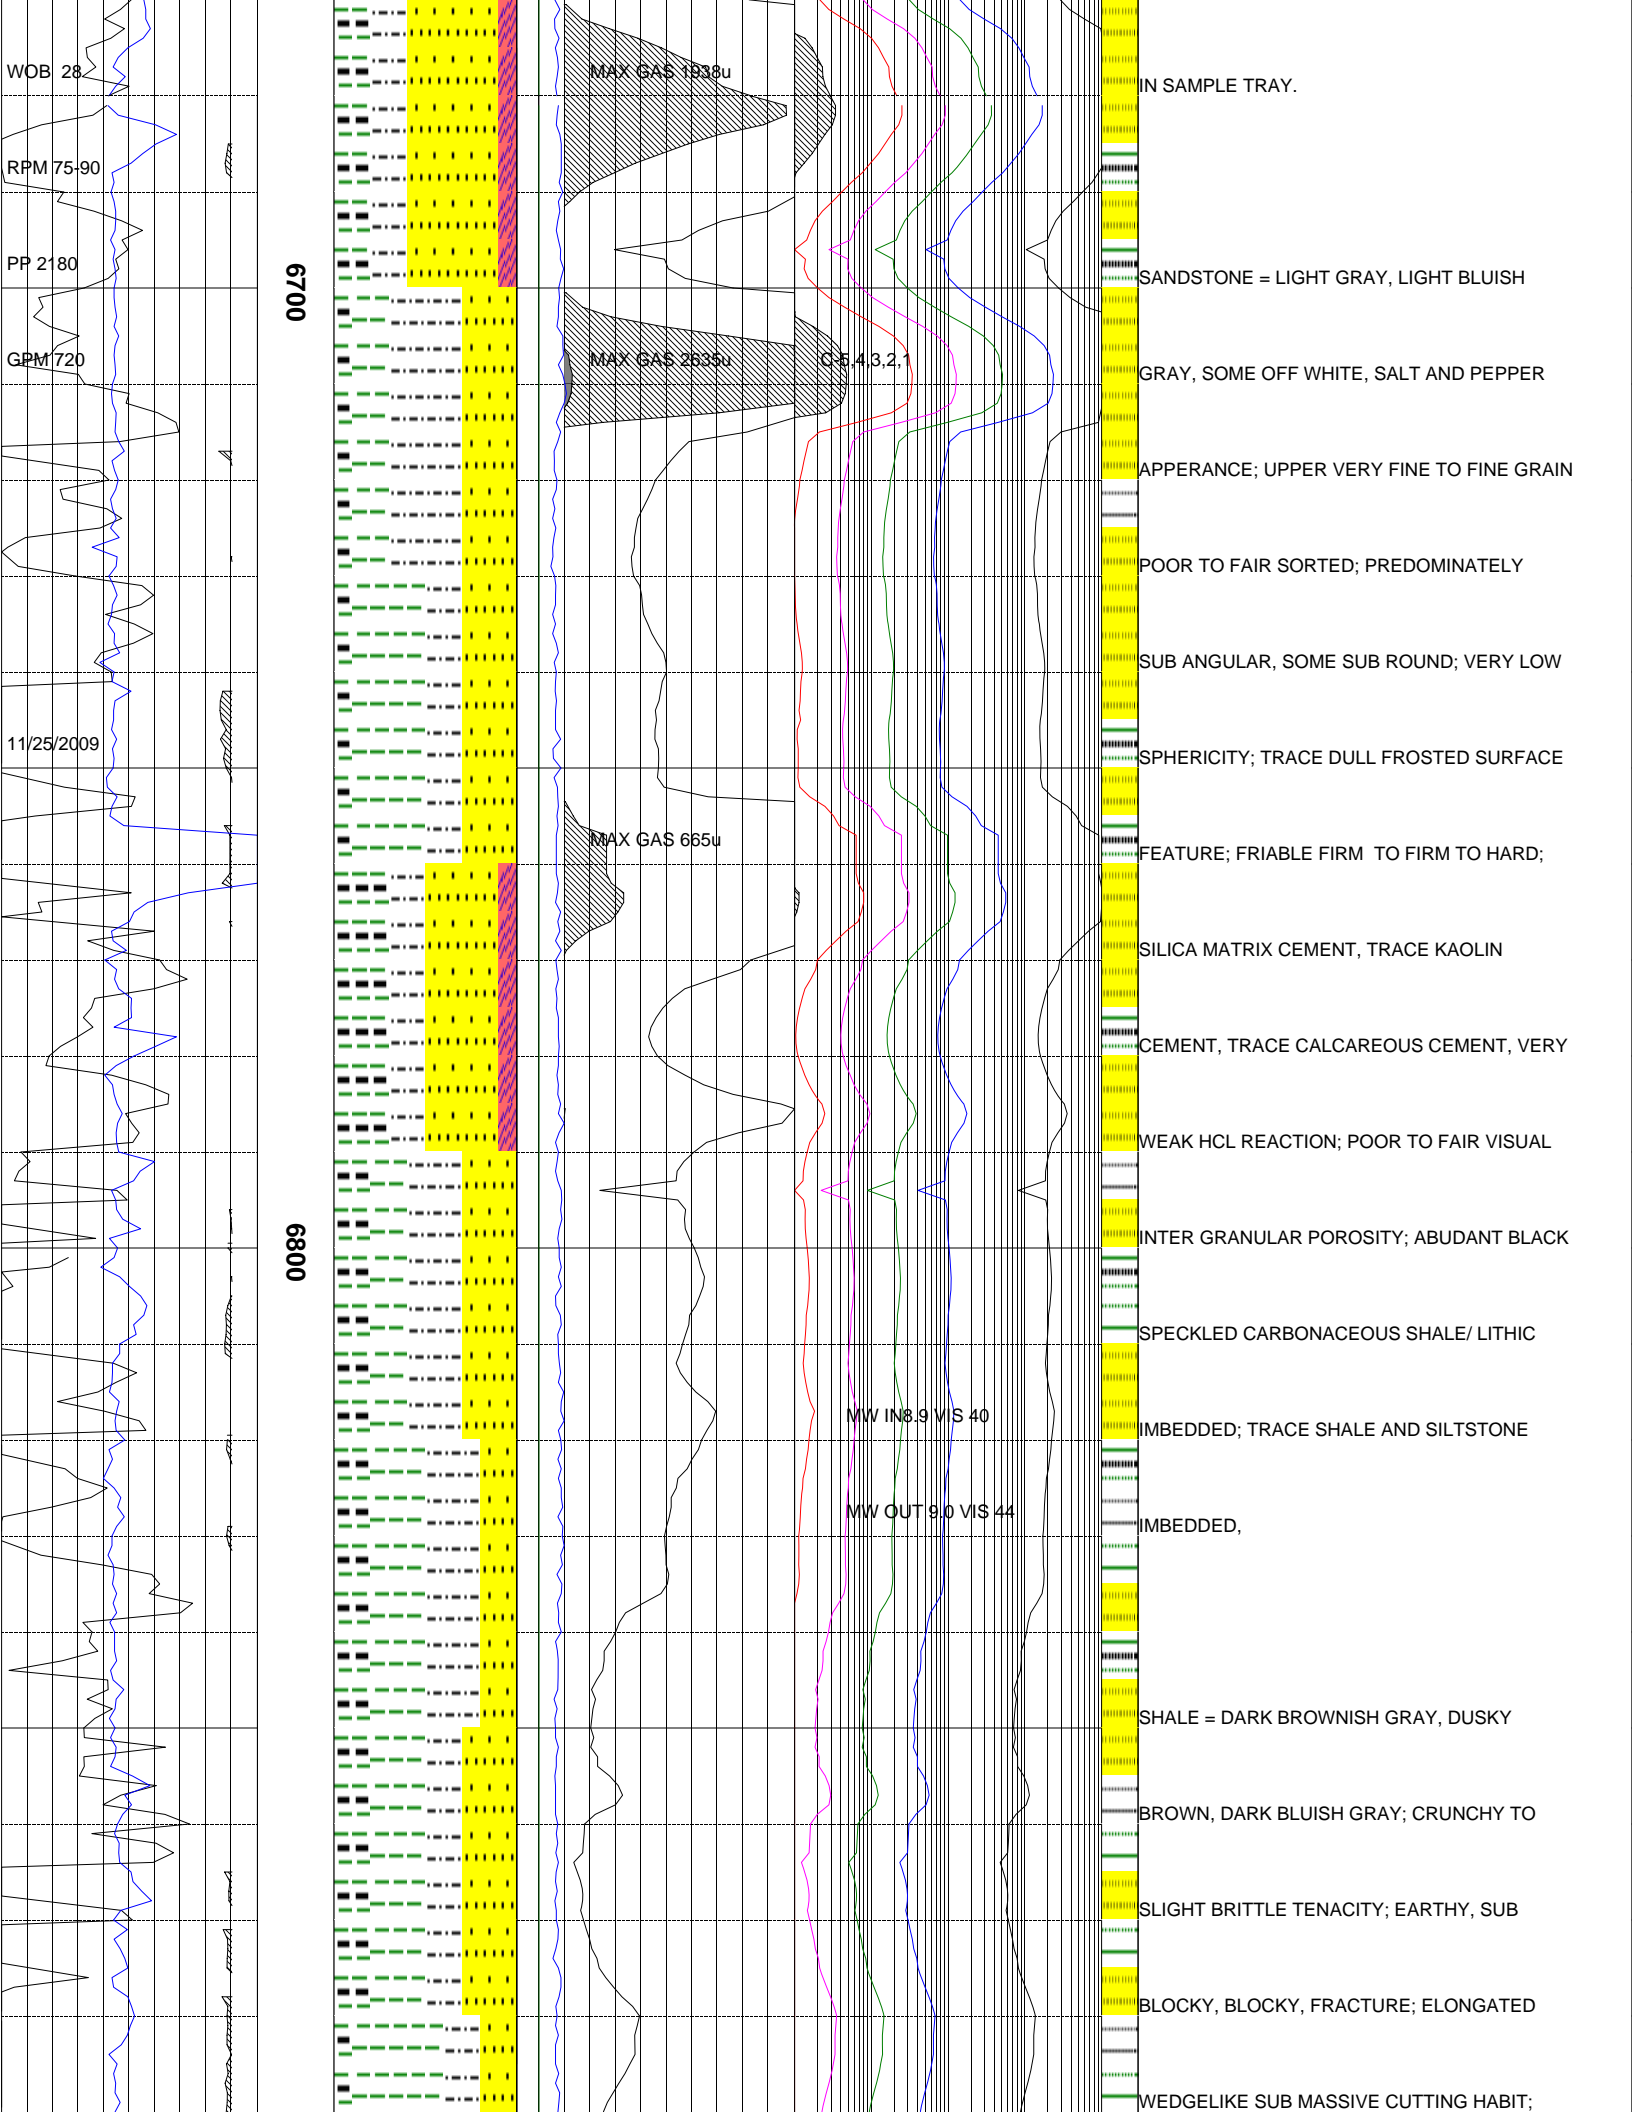 WOB 28
MAX GAS 1938u
IN SAMPLE TRAY.
RPM 75-90
PP 2180
6700
SANDSTONE = LIGHT GRAY, LIGHT BLUISH
GPM 720
MAX GAS 2635u
C-5,4,3,2,1
GRAY, SOME OFF WHITE, SALT AND PEPPER
APPERANCE; UPPER VERY FINE TO FINE GRAIN
POOR TO FAIR SORTED; PREDOMINATELY
SUB ANGULAR, SOME SUB ROUND; VERY LOW
11/25/2009
SPHERICITY; TRACE DULL FROSTED SURFACE
MAX GAS 665u
FEATURE; FRIABLE FIRM  TO FIRM TO HARD;
SILICA MATRIX CEMENT, TRACE KAOLIN
CEMENT, TRACE CALCAREOUS CEMENT, VERY
WEAK HCL REACTION; POOR TO FAIR VISUAL
6800
INTER GRANULAR POROSITY; ABUDANT BLACK
SPECKLED CARBONACEOUS SHALE/ LITHIC
MW IN8.9 VIS 40
IMBEDDED; TRACE SHALE AND SILTSTONE
MW OUT 9.0 VIS 44
IMBEDDED,
SHALE = DARK BROWNISH GRAY, DUSKY
BROWN, DARK BLUISH GRAY; CRUNCHY TO
SLIGHT BRITTLE TENACITY; EARTHY, SUB
BLOCKY, BLOCKY, FRACTURE; ELONGATED
WEDGELIKE SUB MASSIVE CUTTING HABIT;